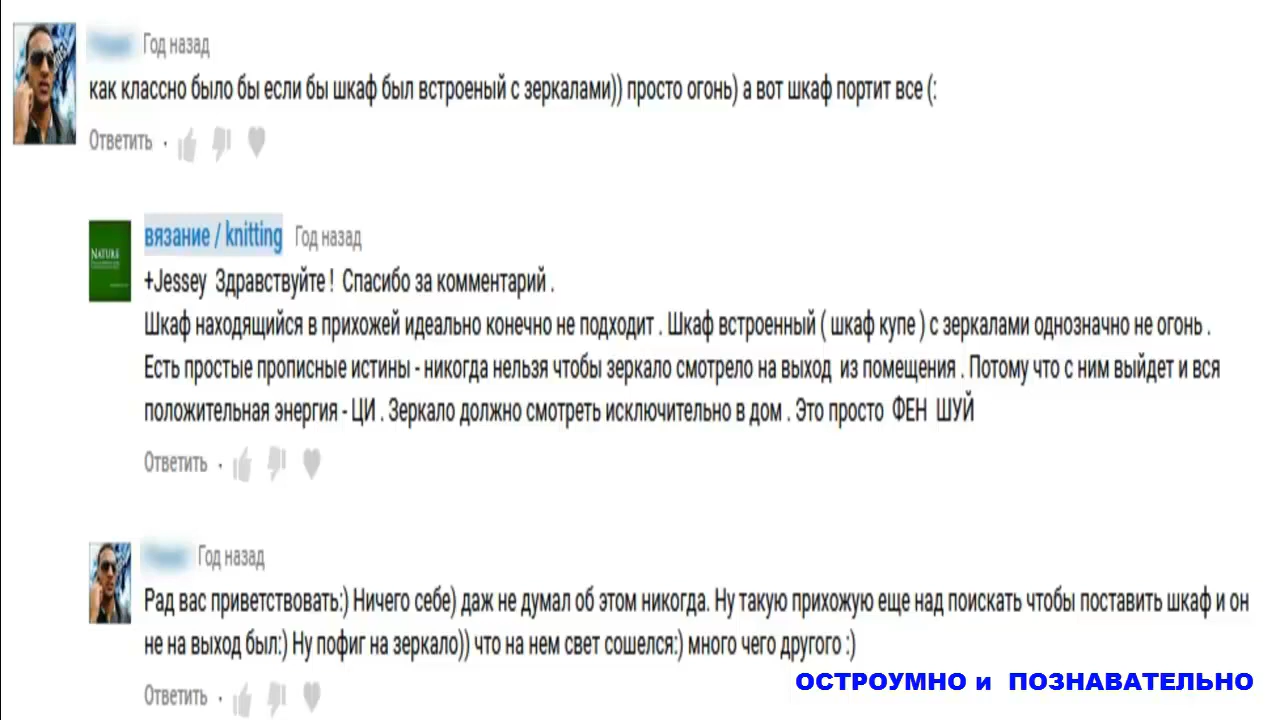 Год назад
как классно было бы если бы шкаф был встроеный с зеркалами)) просто огонь) а вот шкаф портит все (:
Ответить
вязание / knitting Год назад
+Jessey Здравствуйте ! Спасибо за комментарий .
Шкаф находящийся в прихожей идеально конечно не подходит . Шкаф встроенный ( шкаф купе ) с зеркалами однозначно не огонь .
Есть простые прописные истины - никогда нельзя чтобы зеркало смотрело на выход из помещения . Потому что с ним выйдет и вся
положительная энергия - ЦИ . Зеркало должно смотреть исключительно в дом . Это просто ФЕН ШУЙ
NATURE
Ответить
Год назад
Рад вас приветствовать:) Ничего себе) даж не думал об этом никогда. Ну такую прихожую еще над поискать чтобы поставить шкаф и он
не на выход был:) Ну пофиг на зеркало)) что на нем свет сошелся:) много чего другого :)
Ответить
ОСТРОУМНО и ПОЗНАВАТЕЛЬНО